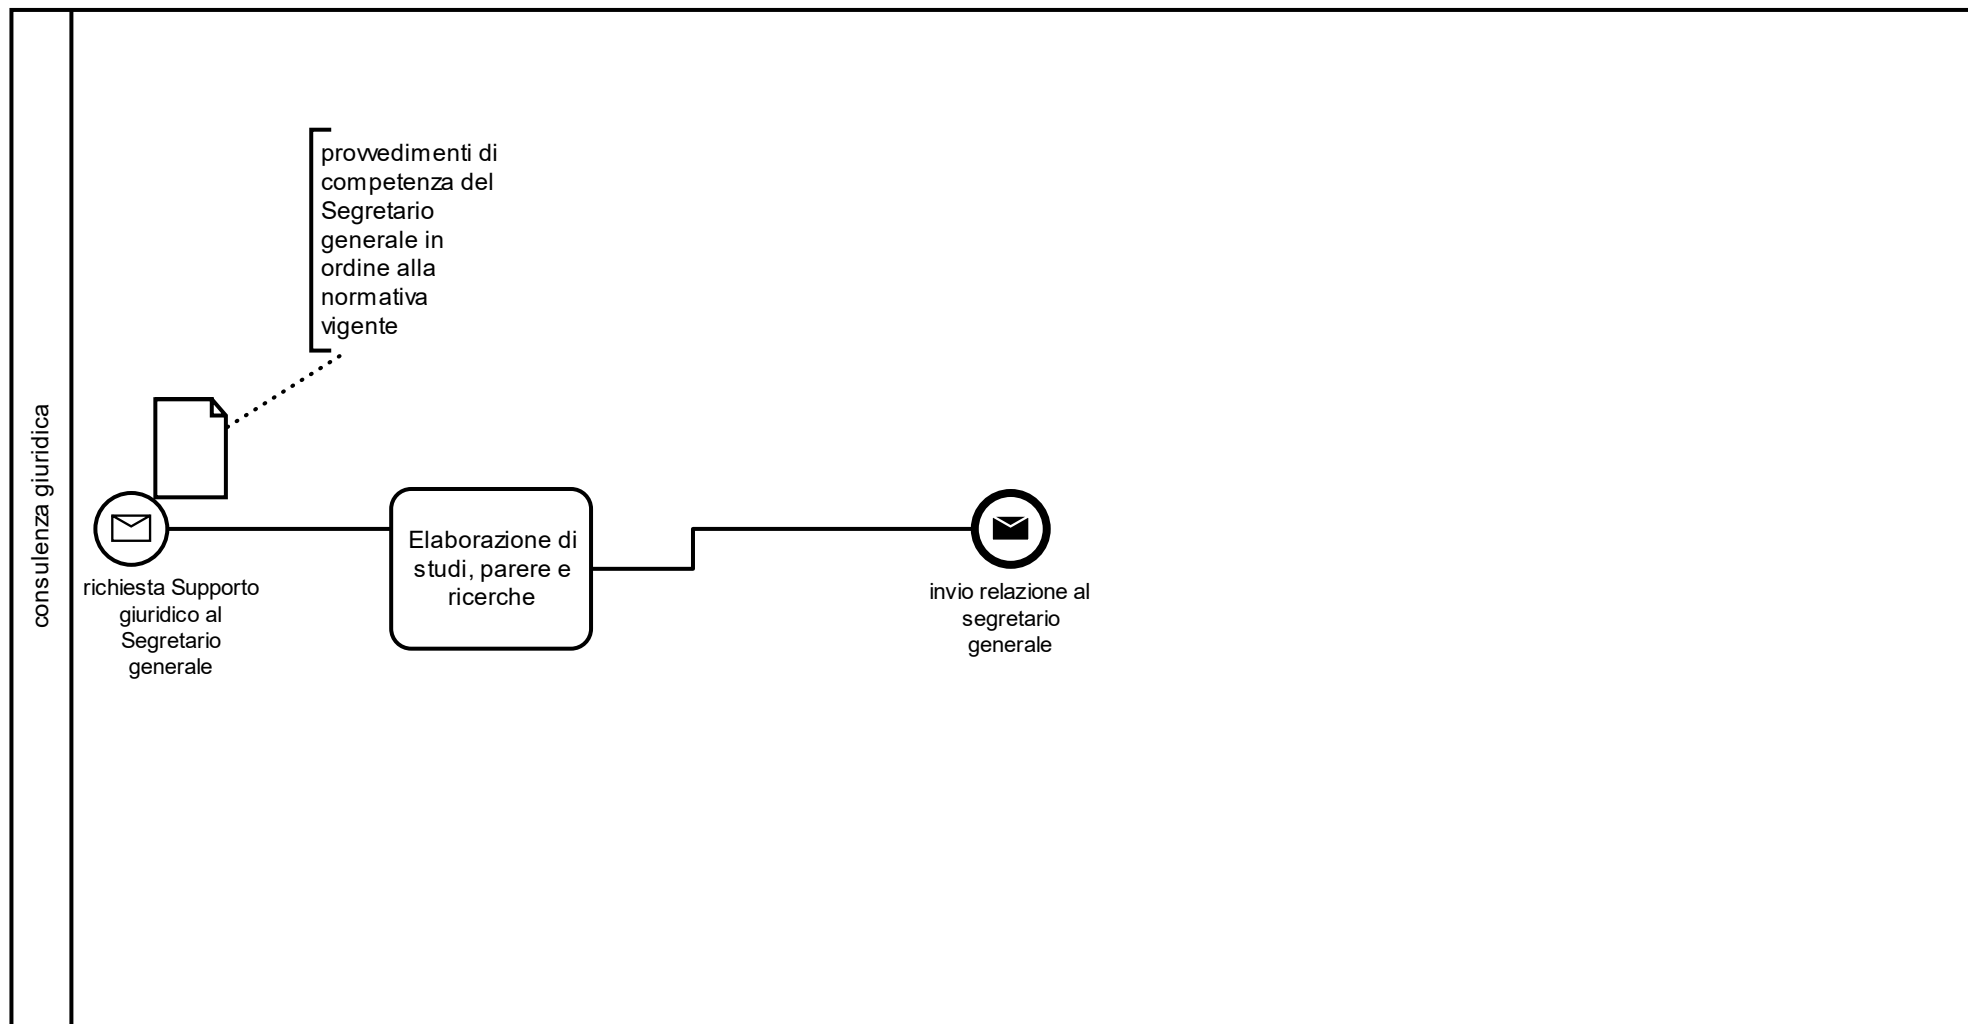 consulenza giuridica
provvedimenti di
competenza del
Segretario
generale in
ordine alla
normativa
vigente
richiesta Supporto
giuridico al
Segretario
generale
Elaborazione di
studi, parere e
ricerche
invio relazione al
segretario
generale